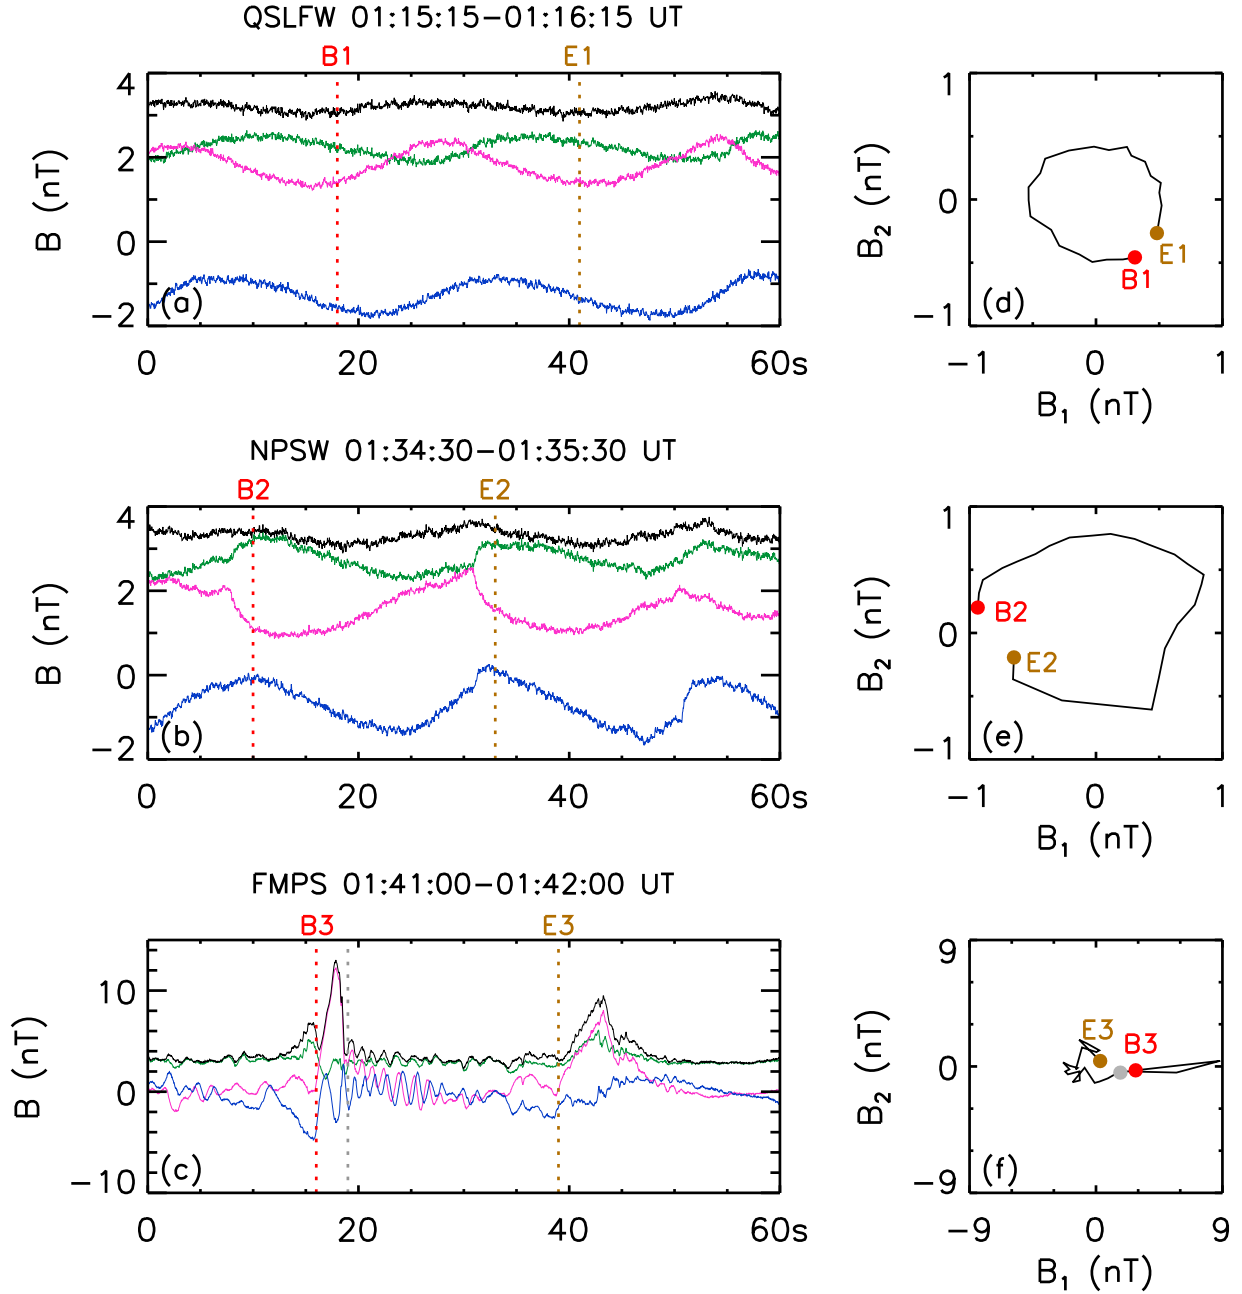 QSLFW 01:15:15−01:16:15 UT
B1 E1
B (nT)
4
2
0
−2
(a)
0 20 40 60s
B₂ (nT)
1
0
−1
E1
B1
(d)
−1 0 1
B₁ (nT)
NPSW 01:34:30−01:35:30 UT
B2 E2
B (nT)
4
2
0
−2
(b)
0 20 40 60s
B₂ (nT)
1
0
−1
B2
E2
(e)
−1 0 1
B₁ (nT)
FMPS 01:41:00−01:42:00 UT
B3 E3
B (nT)
10
0
−10
(c)
0 20 40 60s
B₂ (nT)
9
0
−9
E3
B3
(f)
−9 0 9
B₁ (nT)